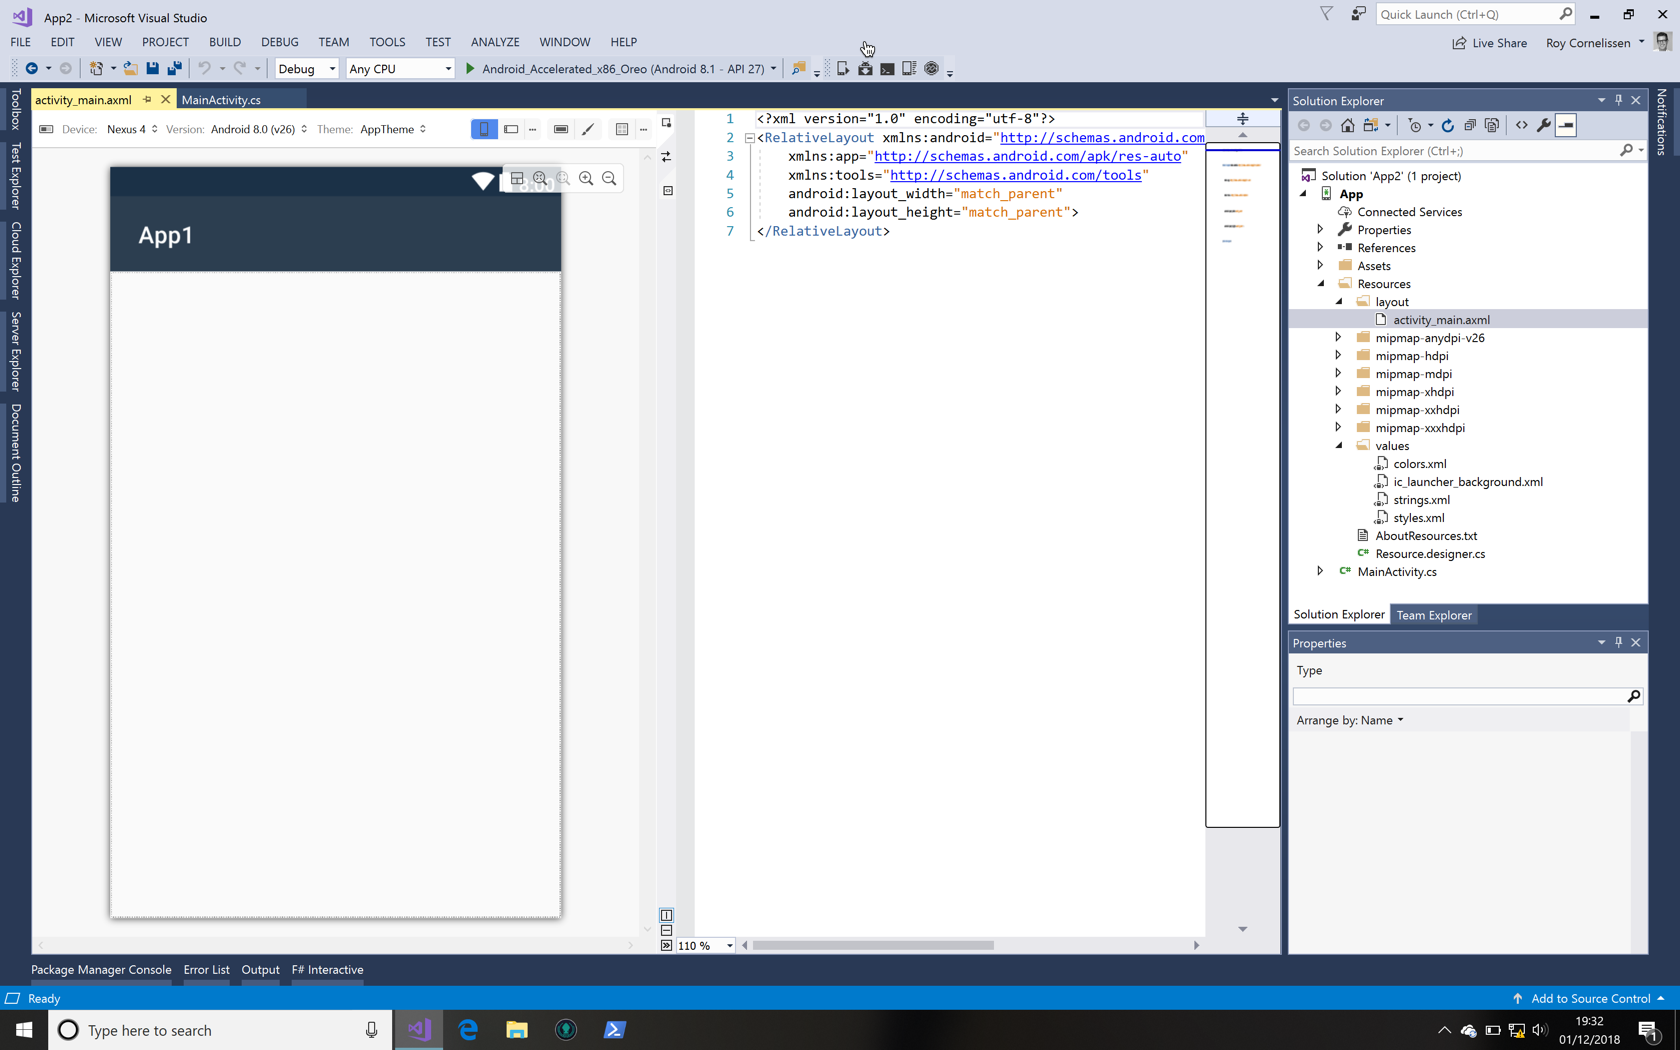 App2 - Microsoft Visual Studio
Quick Launch (Ctrl+Q)
FILE EDIT VIEW PROJECT BUILD DEBUG TEAM TOOLS TEST ANALYZE WINDOW HELP
Live Share Roy Cornelissen
Debug Any CPU Android_Accelerated_x86_Oreo (Android 8.1 - API 27)
Toolbox
Test Explorer
Cloud Explorer
Server Explorer
Document Outline
activity_main.axml MainActivity.cs
Device: Nexus 4 Version: Android 8.0 (v26) Theme: AppTheme
8:00
App1
1 <?xml version="1.0" encoding="utf-8"?>
2 <RelativeLayout xmlns:android="http://schemas.android.com
3 xmlns:app="http://schemas.android.com/apk/res-auto"
4 xmlns:tools="http://schemas.android.com/tools"
5 android:layout_width="match_parent"
6 android:layout_height="match_parent">
7 </RelativeLayout>
110 %
Solution Explorer
Search Solution Explorer (Ctrl+;)
Solution 'App2' (1 project)
App
Connected Services
Properties
References
Assets
Resources
layout
activity_main.axml
mipmap-anydpi-v26
mipmap-hdpi
mipmap-mdpi
mipmap-xhdpi
mipmap-xxhdpi
mipmap-xxxhdpi
values
colors.xml
ic_launcher_background.xml
strings.xml
styles.xml
AboutResources.txt
Resource.designer.cs
MainActivity.cs
Solution Explorer Team Explorer
Properties
Type
Arrange by: Name
Notifications
Package Manager Console Error List Output F# Interactive
Ready
Add to Source Control
Type here to search
19:32
01/12/2018
1